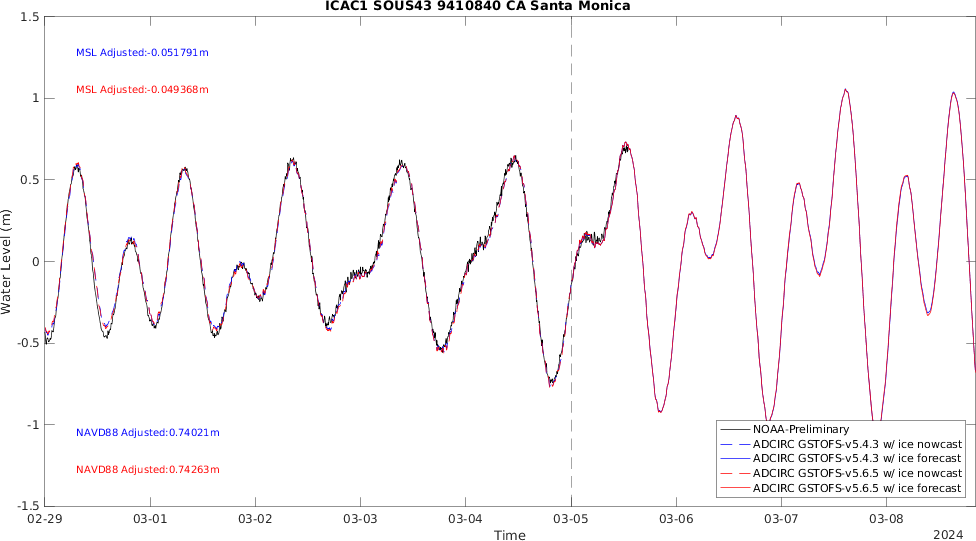 ICAC1 SOUS43 9410840 CA Santa Monica
1.5
MSL Adjusted:-0.051791m
MSL Adjusted:-0.049368m
1
0.5
0
-0.5
-1
-1.5
Water Level (m)
NAVD88 Adjusted:0.74021m
NAVD88 Adjusted:0.74263m
NOAA-Preliminary
ADCIRC GSTOFS-v5.4.3 w/ ice nowcast
ADCIRC GSTOFS-v5.4.3 w/ ice forecast
ADCIRC GSTOFS-v5.6.5 w/ ice nowcast
ADCIRC GSTOFS-v5.6.5 w/ ice forecast
02-29 03-01 03-02 03-03 03-04 03-05 03-06 03-07 03-08
Time
2024